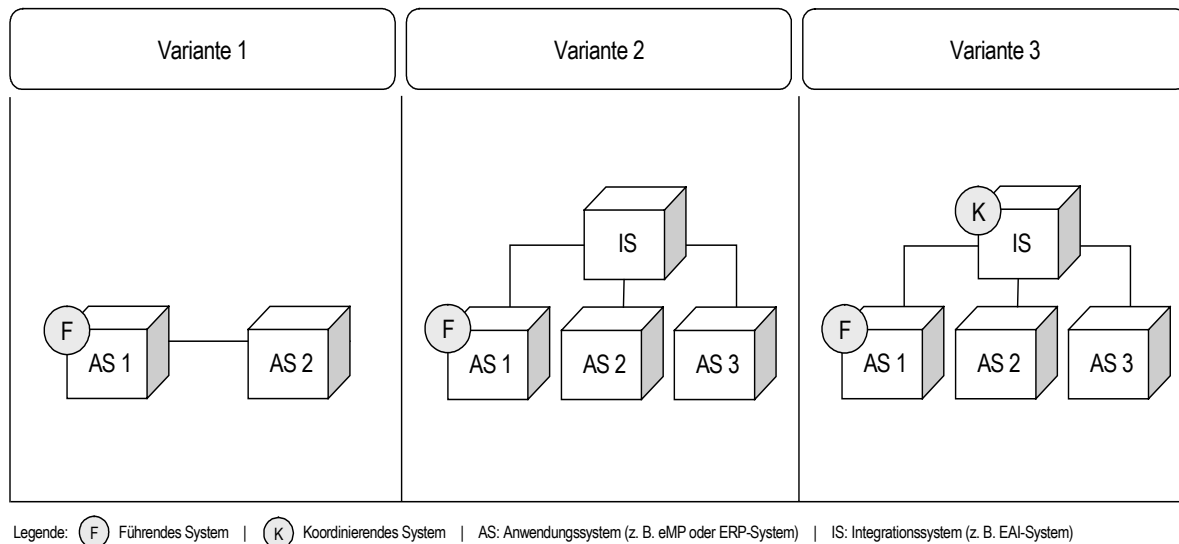 Variante 1
Variante 2
Variante 3
F
AS 1
AS 2
IS
F
AS 1
AS 2
AS 3
K
IS
F
AS 1
AS 2
AS 3
Legende: F Führendes System | K Koordinierendes System | AS: Anwendungssystem (z. B. eMP oder ERP-System) | IS: Integrationssystem (z. B. EAI-System)